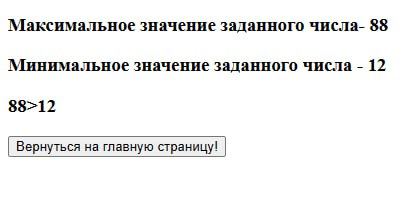 Максимальное значение заданного числа- 88
Минимальное значение заданного числа - 12
88>12
Вернуться на главную страницу!